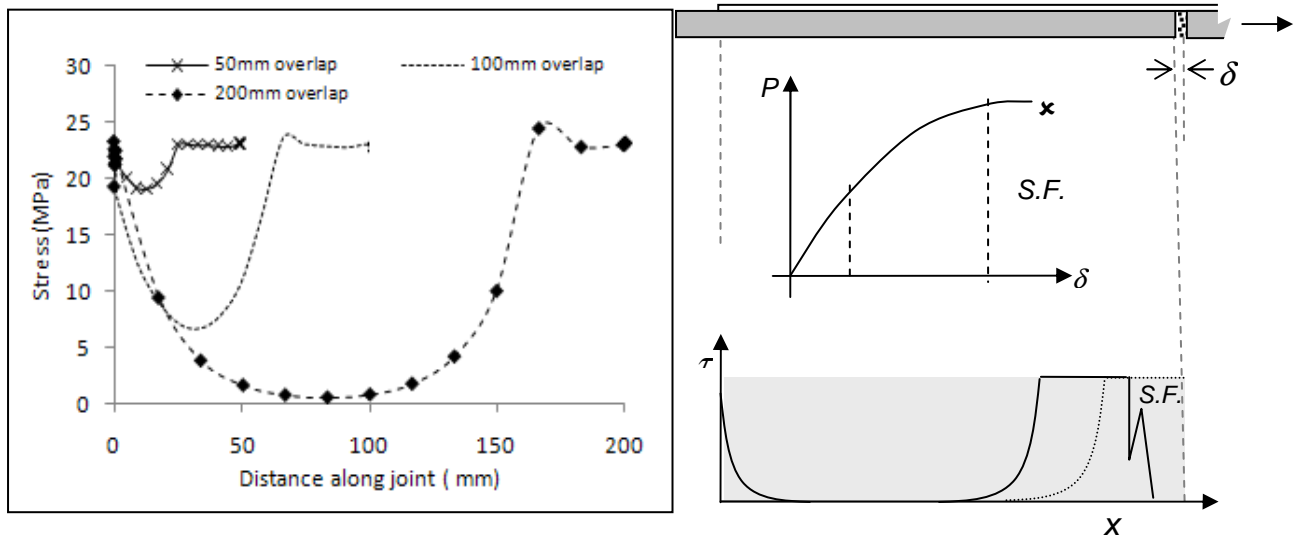 50mm overlap
100mm overlap
200mm overlap
Stress (MPa)
30
25
20
15
10
5
0
0
50
100
150
200
Distance along joint ( mm)
δ
P
S.F.
δ
τ
S.F.
x